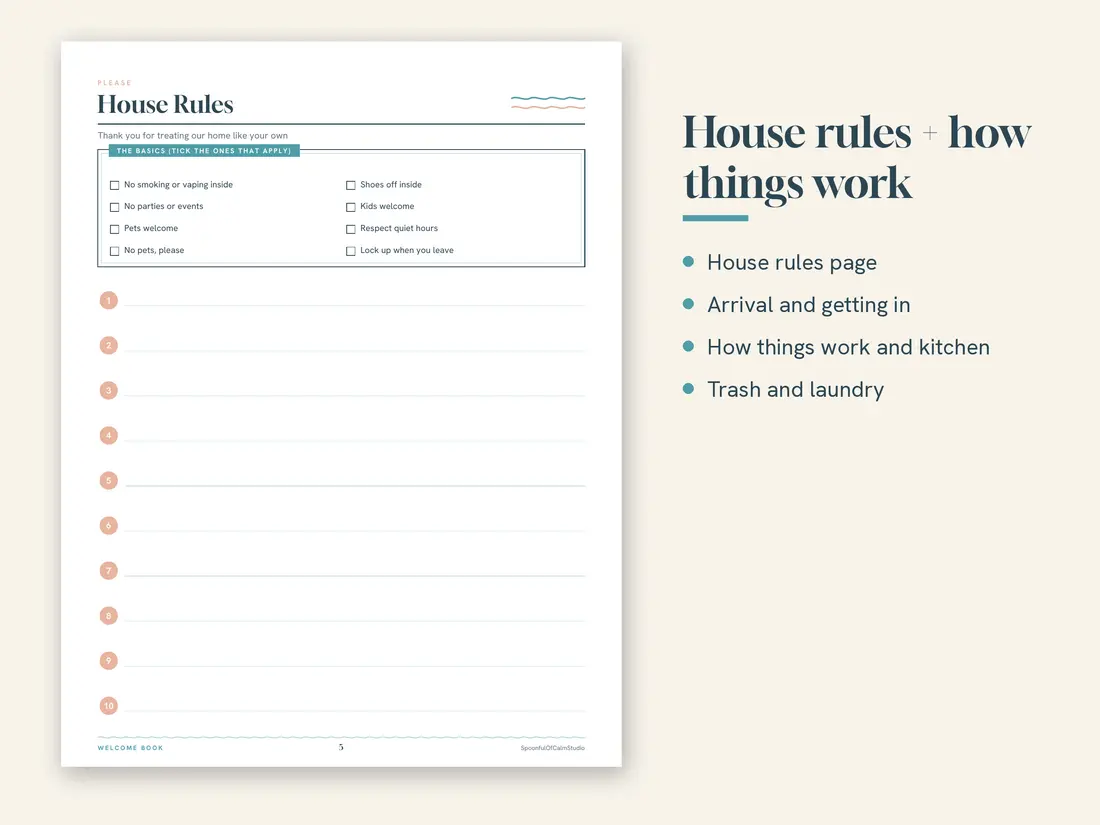 PLEASE
House Rules
Thank you for treating our home like your own
THE BASICS (TICK THE ONES THAT APPLY)
No smoking or vaping inside
Shoes off inside
No parties or events
Kids welcome
Pets welcome
Respect quiet hours
No pets, please
Lock up when you leave
1
2
3
4
5
6
7
8
9
10
WELCOME BOOK
5
SpoonfulOfCalmStudio
House rules + how
things work
House rules page
Arrival and getting in
How things work and kitchen
Trash and laundry